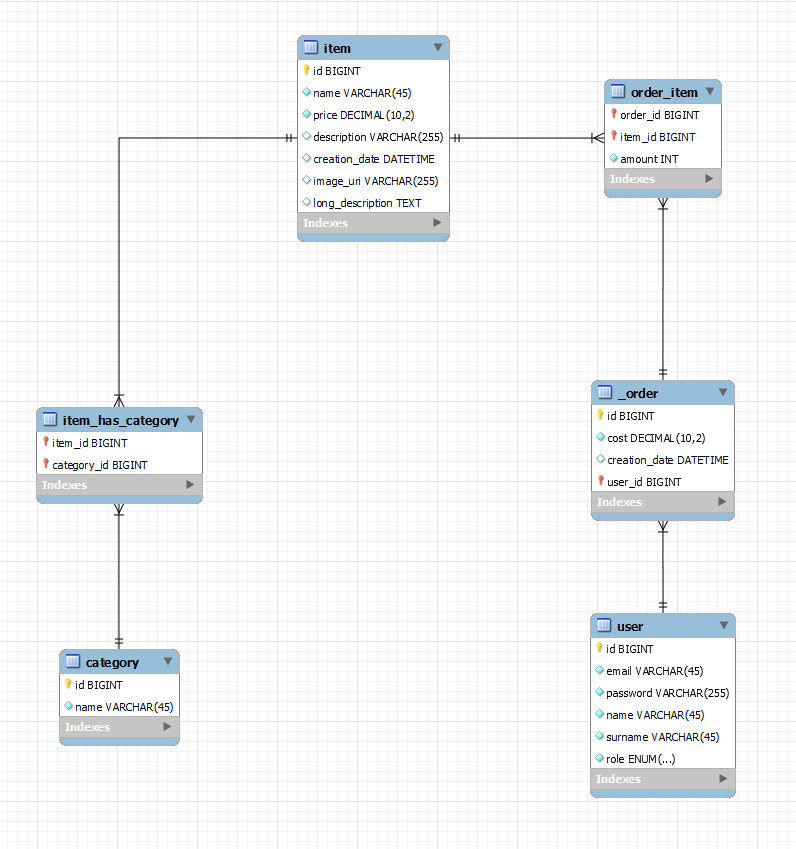 item
id BIGINT
name VARCHAR(45)
price DECIMAL(10,2)
description VARCHAR(255)
creation_date DATETIME
image_uri VARCHAR(255)
long_description TEXT
Indexes
order_item
order_id BIGINT
item_id BIGINT
amount INT
Indexes
item_has_category
item_id BIGINT
category_id BIGINT
Indexes
_order
id BIGINT
cost DECIMAL(10,2)
creation_date DATETIME
user_id BIGINT
Indexes
category
id BIGINT
name VARCHAR(45)
Indexes
user
id BIGINT
email VARCHAR(45)
password VARCHAR(255)
name VARCHAR(45)
surname VARCHAR(45)
role ENUM(...)
Indexes